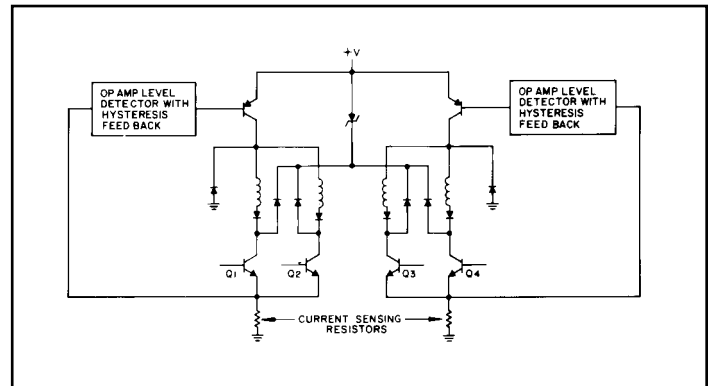 +V
OP AMP LEVEL
DETECTOR WITH
HYSTERESIS
FEED BACK
OP AMP LEVEL
DETECTOR WITH
HYSTERESIS
FEED BACK
Q1
Q2
Q3
Q4
CURRENT SENSING
RESISTORS